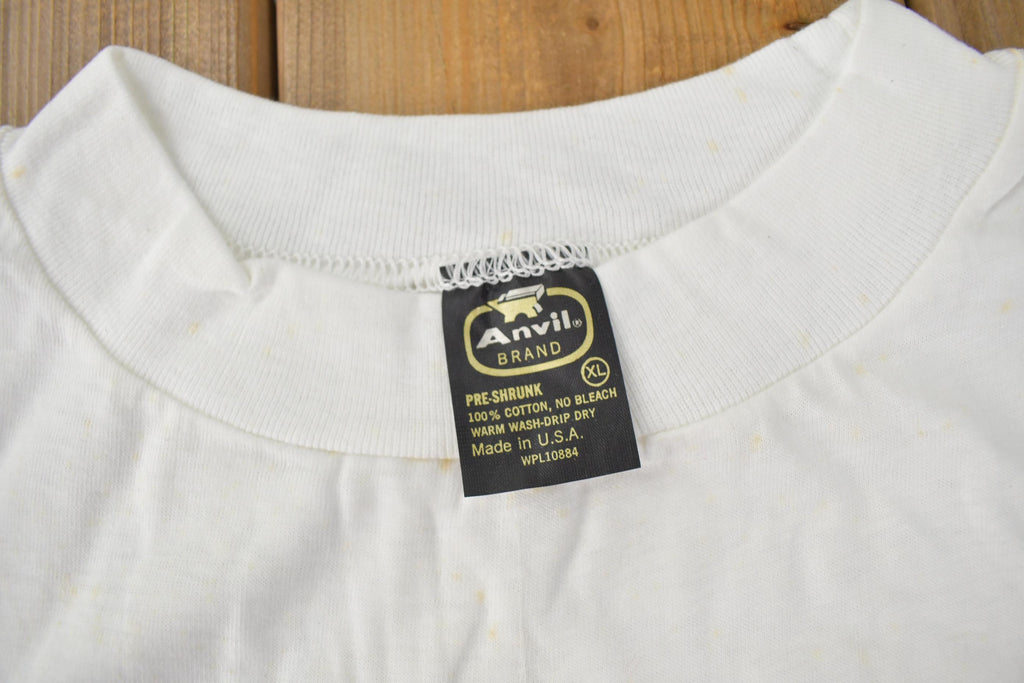 Anvil®
BRAND
XL
PRE-SHRUNK
100% COTTON, NO BLEACH
WARM WASH-DRIP DRY
Made in U.S.A.
WPL10884